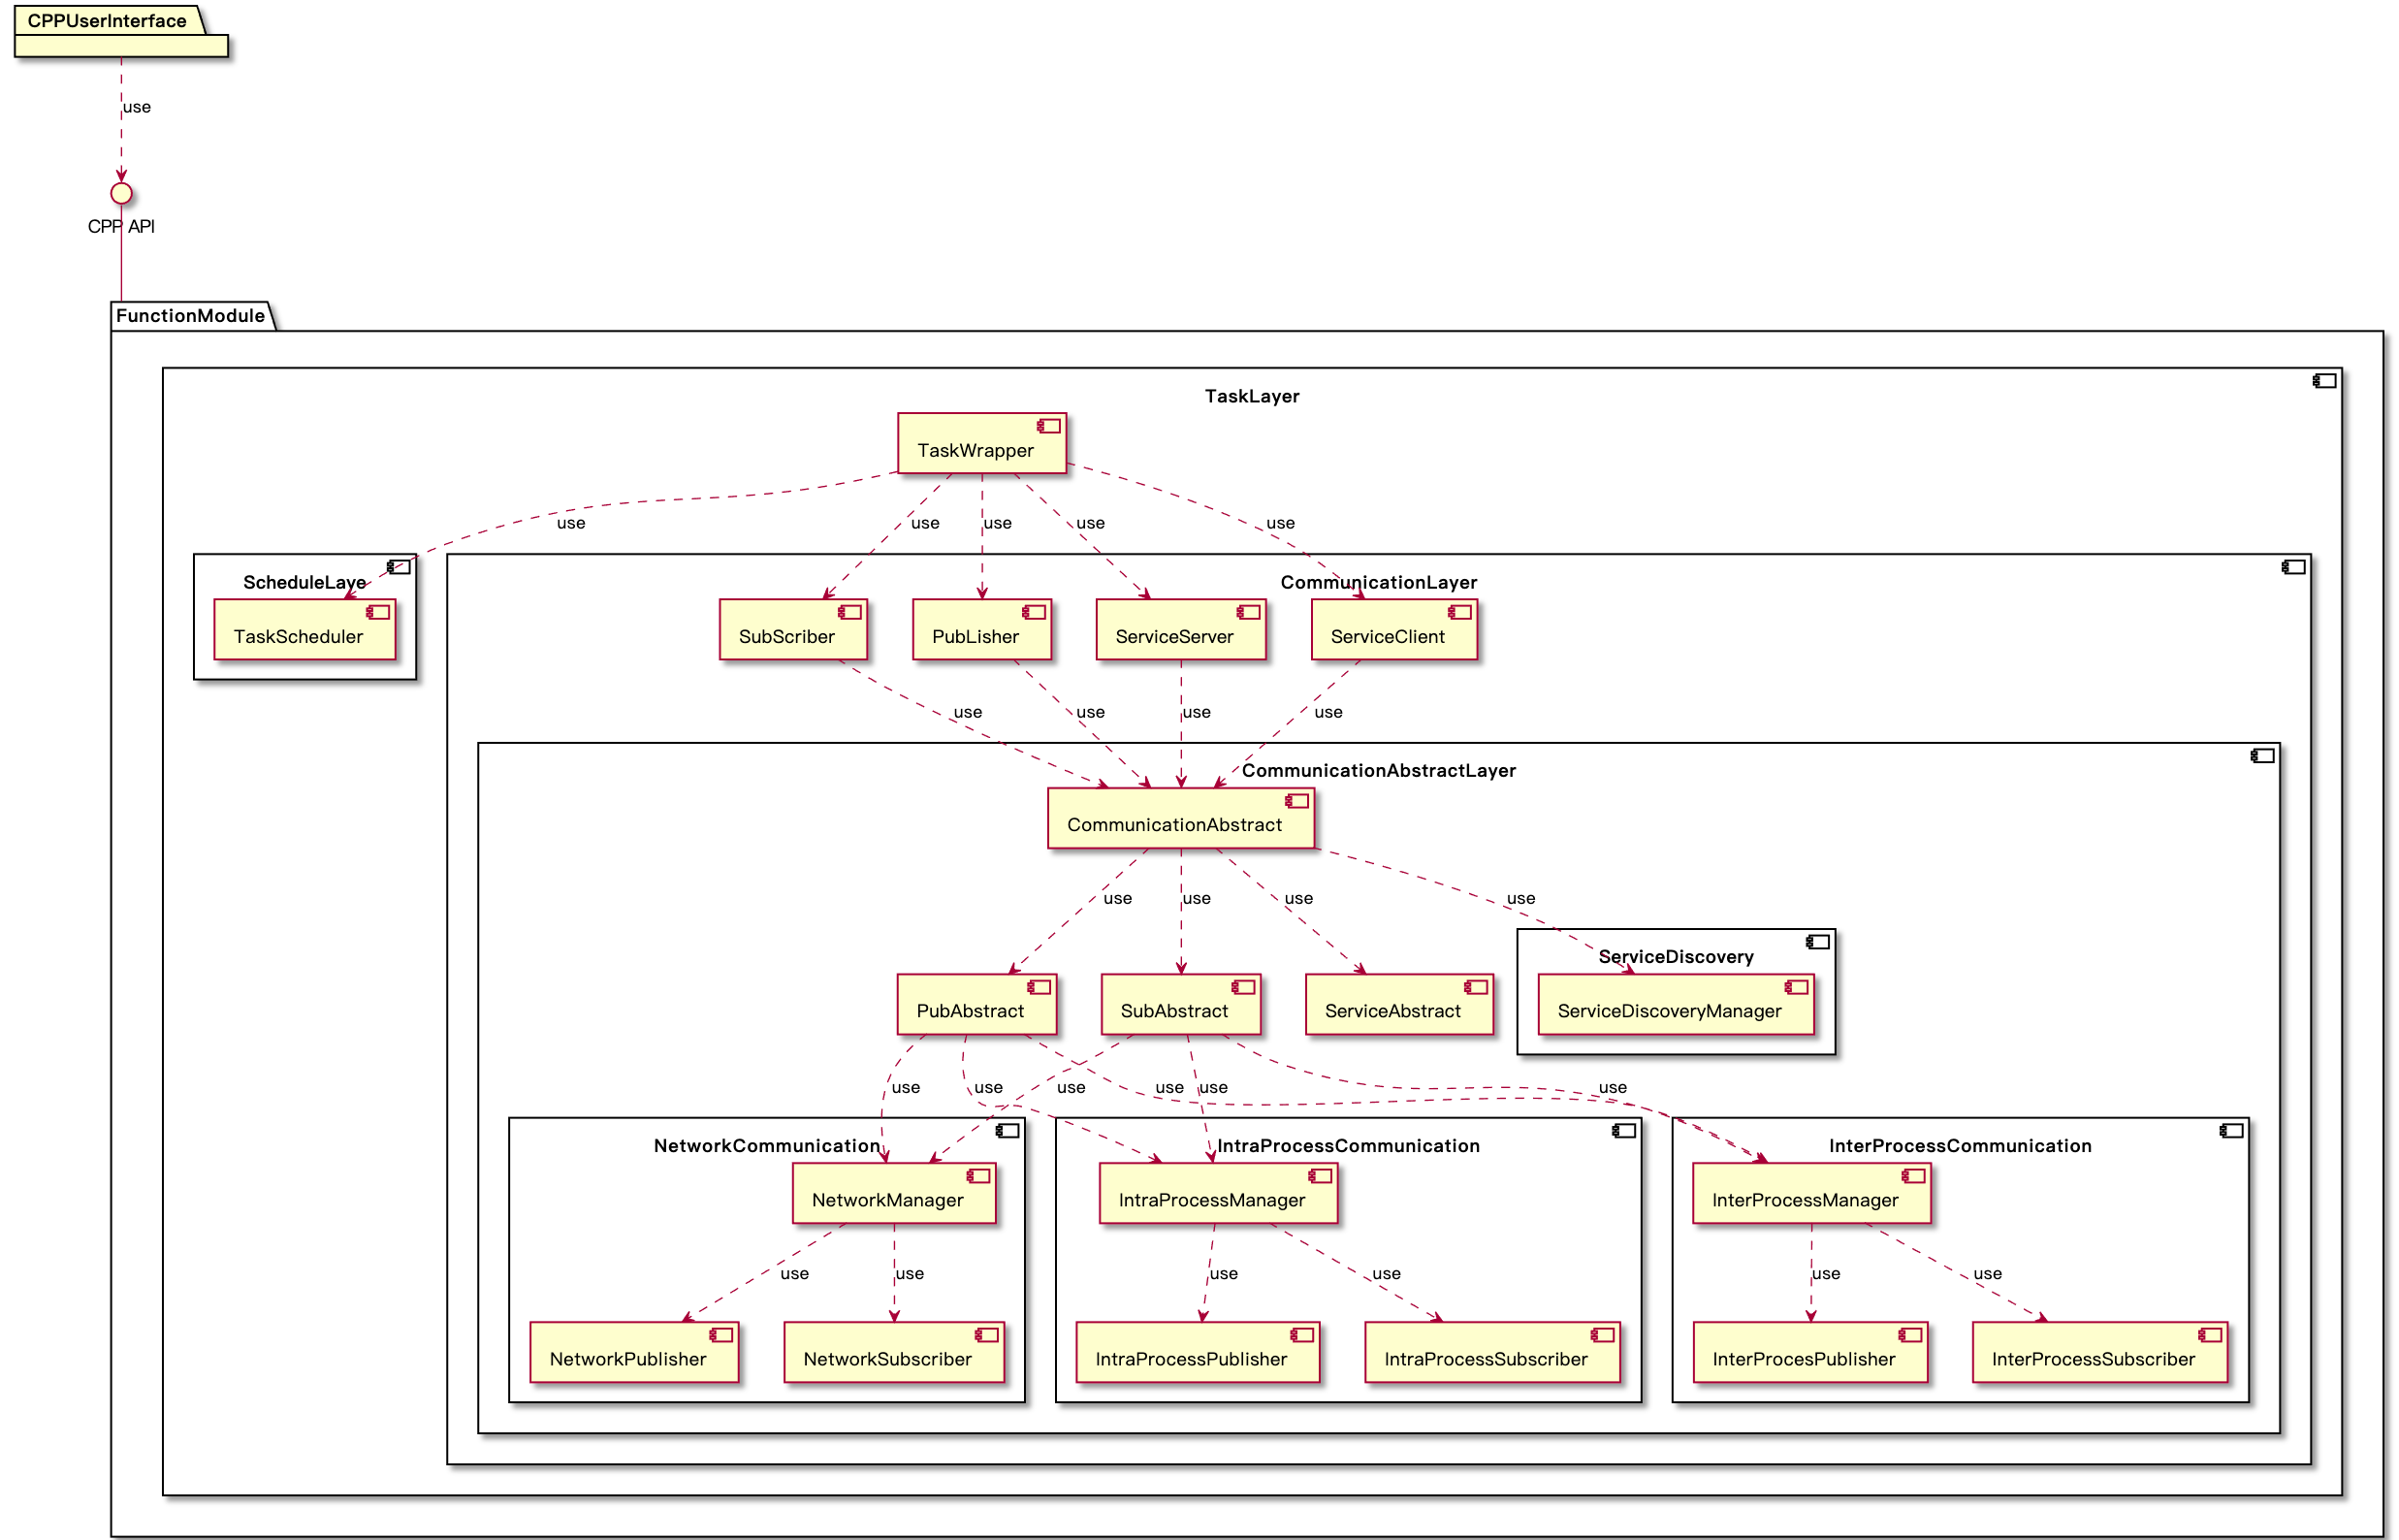 CPPUserInterface
use
CPP API
FunctionModule
TaskLayer
TaskWrapper
use
use
use
use
use
ScheduleLaye
CommunicationLayer
TaskScheduler
SubScriber
PubLisher
ServiceServer
ServiceClient
use
use
use
use
CommunicationAbstractLayer
CommunicationAbstract
use
use
use
use
ServiceDiscovery
PubAbstract
SubAbstract
ServiceAbstract
ServiceDiscoveryManager
use
use
use
use
use
use
NetworkCommunication
IntraProcessCommunication
InterProcessCommunication
NetworkManager
IntraProcessManager
InterProcessManager
use
use
use
use
use
use
NetworkPublisher
NetworkSubscriber
IntraProcessPublisher
IntraProcessSubscriber
InterProcesPublisher
InterProcessSubscriber